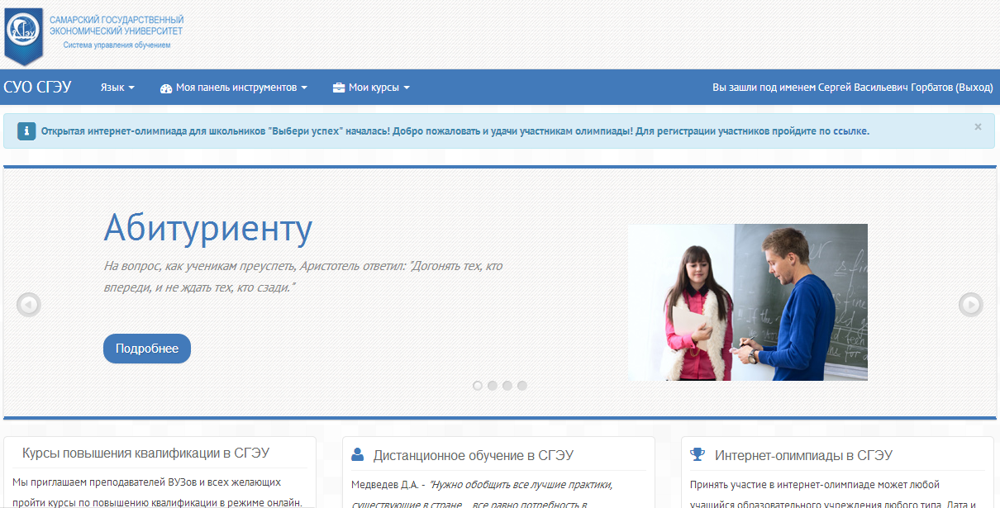 САМАРСКИЙ ГОСУДАРСТВЕННЫЙ
ЭКОНОМИЧЕСКИЙ УНИВЕРСИТЕТ
Система управления обучением
СУО СГЭУ
Язык
Моя панель инструментов
Мои курсы
Вы зашли под именем Сергей Васильевич Горбатов (Выход)
Открытая интернет-олимпиада для школьников "Выбери успех" началась! Добро пожаловать и удачи участникам олимпиады! Для регистрации участников пройдите по ссылке.
×
Абитуриенту
На вопрос, как ученикам преуспеть, Аристотель ответил: "Догонять тех, кто
впереди, и не ждать тех, кто сзади."
Подробнее
Курсы повышения квалификации в СГЭУ
Мы приглашаем преподавателей ВУЗов и всех желающих
пройти курсы по повышению квалификации в режиме онлайн.
Дистанционное обучение в СГЭУ
Медведев Д.А. - "Нужно обобщить все лучшие практики,
существующие в стране... все равно потребность в
Интернет-олимпиады в СГЭУ
Принять участие в интернет-олимпиаде может любой
учащийся образовательного учреждения любого типа. Дата и